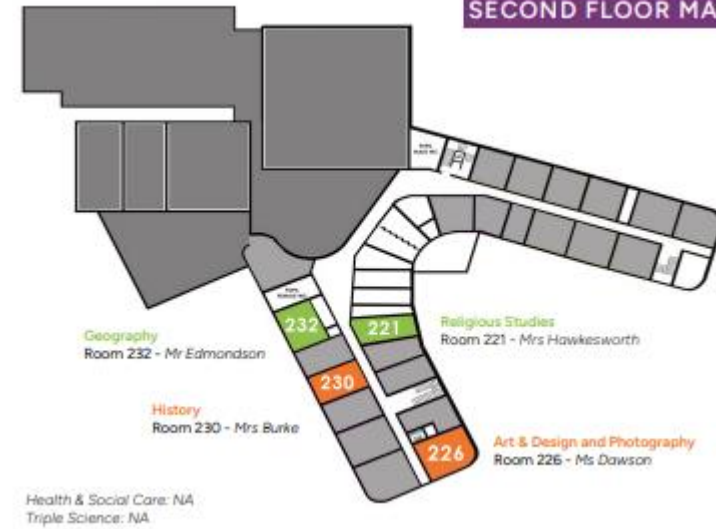 SECOND FLOOR MA
232
221
230
226
Geography
Room 232 - Mr Edmondson
Religious Studies
Room 221 - Mrs Hawkesworth
History
Room 230 - Mrs Burke
Art & Design and Photography
Room 226 - Ms Dawson
Health & Social Care: NA
Triple Science: NA